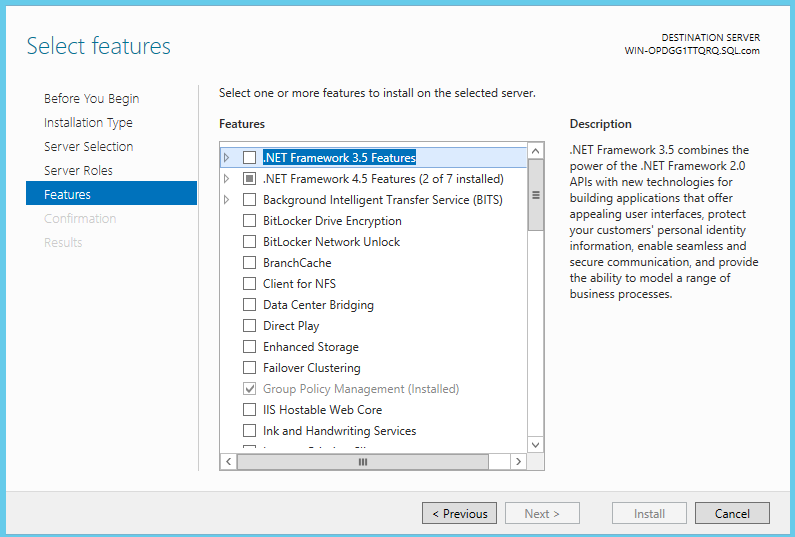 Select features
DESTINATION SERVER
WIN-OPDGG1TTQRQ.SQL.com
Before You Begin
Installation Type
Server Selection
Server Roles
Features
Confirmation
Results
Select one or more features to install on the selected server.
Features
.NET Framework 3.5 Features
.NET Framework 4.5 Features (2 of 7 installed)
Background Intelligent Transfer Service (BITS)
BitLocker Drive Encryption
BitLocker Network Unlock
BranchCache
Client for NFS
Data Center Bridging
Direct Play
Enhanced Storage
Failover Clustering
Group Policy Management (Installed)
IIS Hostable Web Core
Ink and Handwriting Services
Description
.NET Framework 3.5 combines the
power of the .NET Framework 2.0
APIs with new technologies for
building applications that offer
appealing user interfaces, protect
your customers' personal identity
information, enable seamless and
secure communication, and provide
the ability to model a range of
business processes.
< Previous
Next >
Install
Cancel